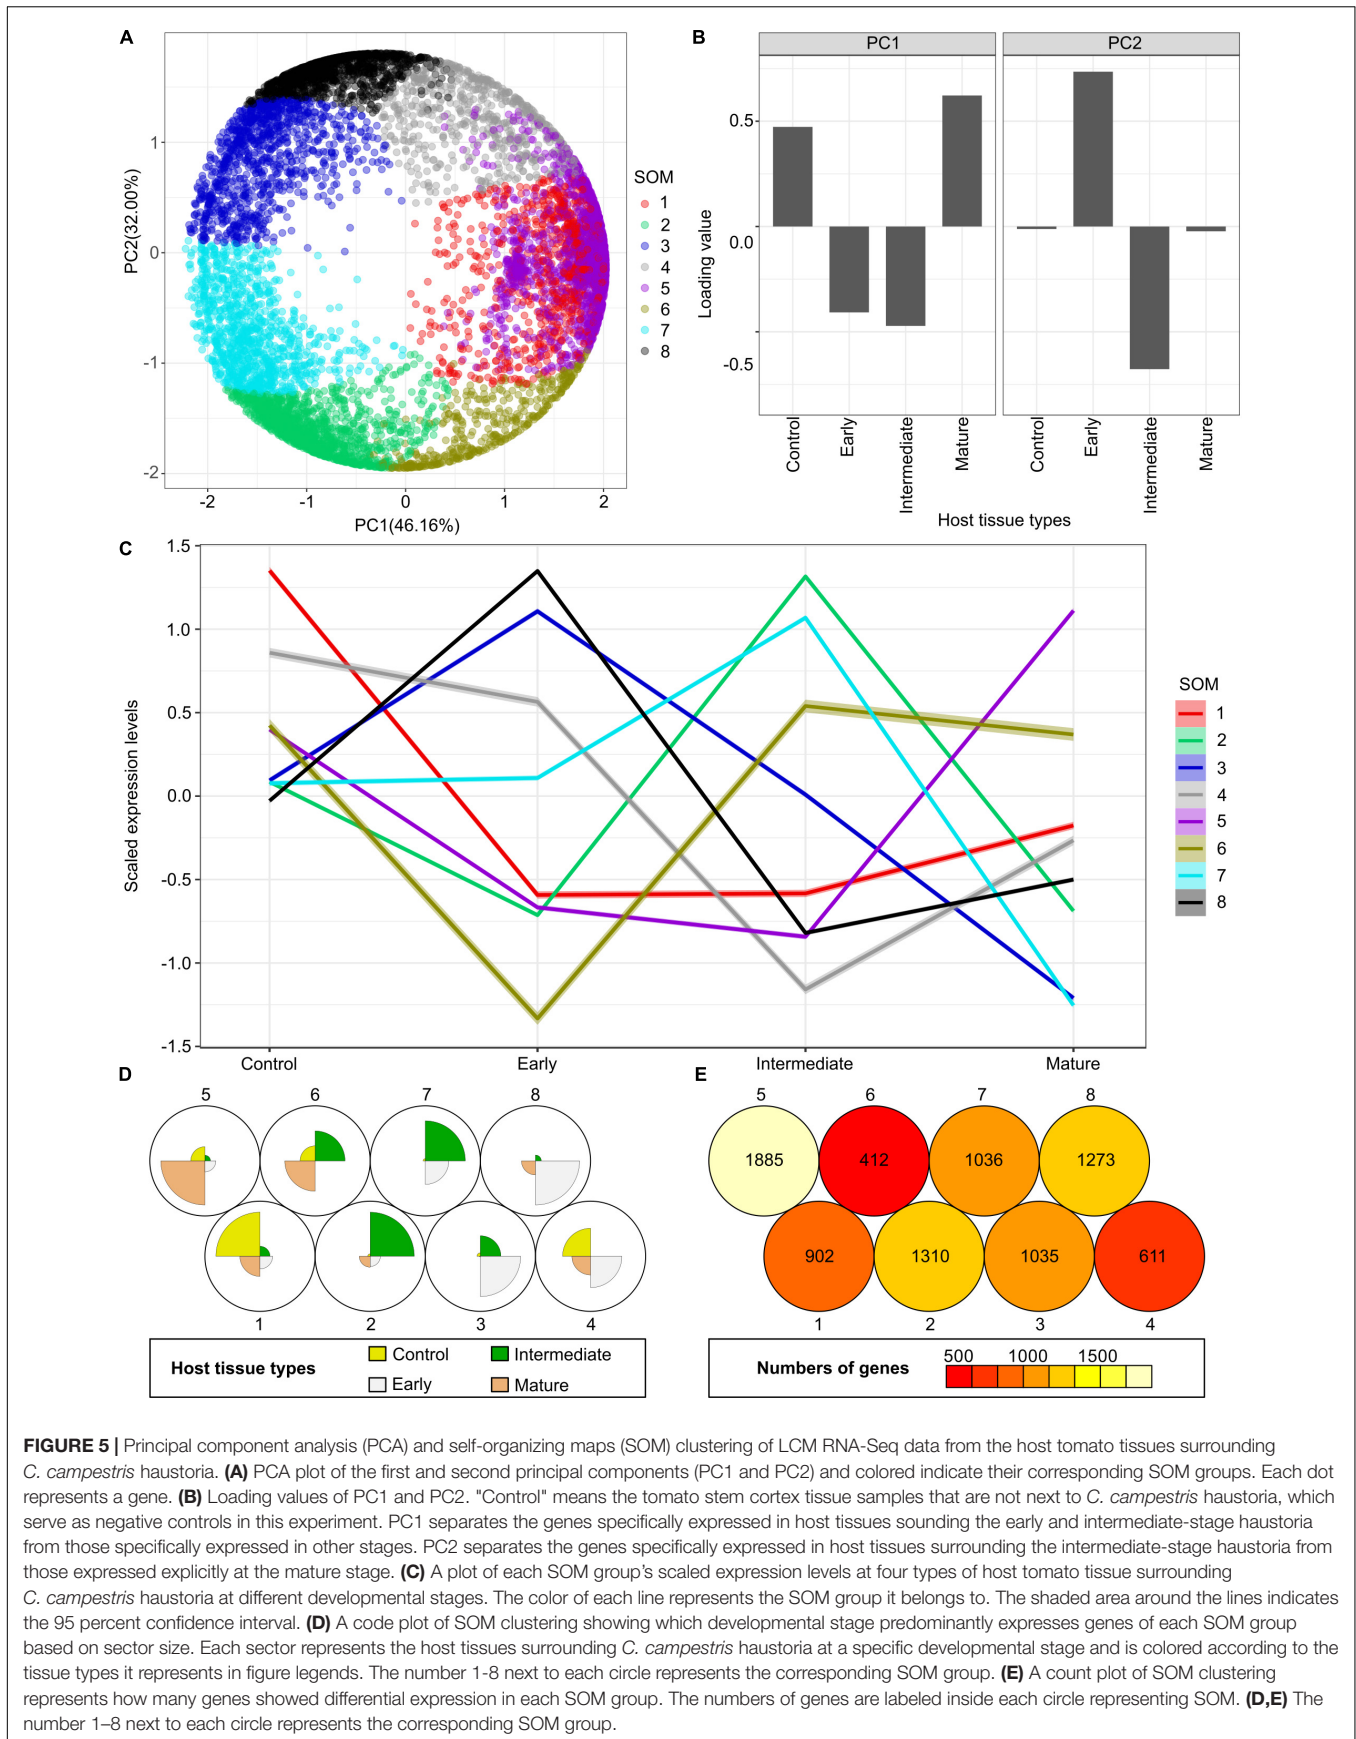 A
PC2(32.00%)
1
0
-1
-2
-2 -1 0 1 2
PC1(46.16%)
SOM
1
2
3
4
5
6
7
8
B
PC1 PC2
Loading value
0.5
0.0
-0.5
Control Early Intermediate Mature Control Early Intermediate Mature
Host tissue types
C
Scaled expression levels
1.5
1.0
0.5
0.0
-0.5
-1.0
-1.5
Control Early Intermediate Mature
SOM
1
2
3
4
5
6
7
8
D
5 6 7 8
1 2 3 4
Host tissue types
Control Intermediate
Early Mature
E
5 6 7 8
1885 412 1036 1273
902 1310 1035 611
1 2 3 4
Numbers of genes
500 1000 1500
FIGURE 5 | Principal component analysis (PCA) and self-organizing maps (SOM) clustering of LCM RNA-Seq data from the host tomato tissues surrounding
C. campestris haustoria. (A) PCA plot of the first and second principal components (PC1 and PC2) and colored indicate their corresponding SOM groups. Each dot
represents a gene. (B) Loading values of PC1 and PC2. "Control" means the tomato stem cortex tissue samples that are not next to C. campestris haustoria, which
serve as negative controls in this experiment. PC1 separates the genes specifically expressed in host tissues sounding the early and intermediate-stage haustoria
from those specifically expressed in other stages. PC2 separates the genes specifically expressed in host tissues surrounding the intermediate-stage haustoria from
those expressed explicitly at the mature stage. (C) A plot of each SOM group's scaled expression levels at four types of host tomato tissue surrounding
C. campestris haustoria at different developmental stages. The color of each line represents the SOM group it belongs to. The shaded area around the lines indicates
the 95 percent confidence interval. (D) A code plot of SOM clustering showing which developmental stage predominantly expresses genes of each SOM group
based on sector size. Each sector represents the host tissues surrounding C. campestris haustoria at a specific developmental stage and is colored according to the
tissue types it represents in figure legends. The number 1-8 next to each circle represents the corresponding SOM group. (E) A count plot of SOM clustering
represents how many genes showed differential expression in each SOM group. The numbers of genes are labeled inside each circle representing SOM. (D,E) The
number 1–8 next to each circle represents the corresponding SOM group.